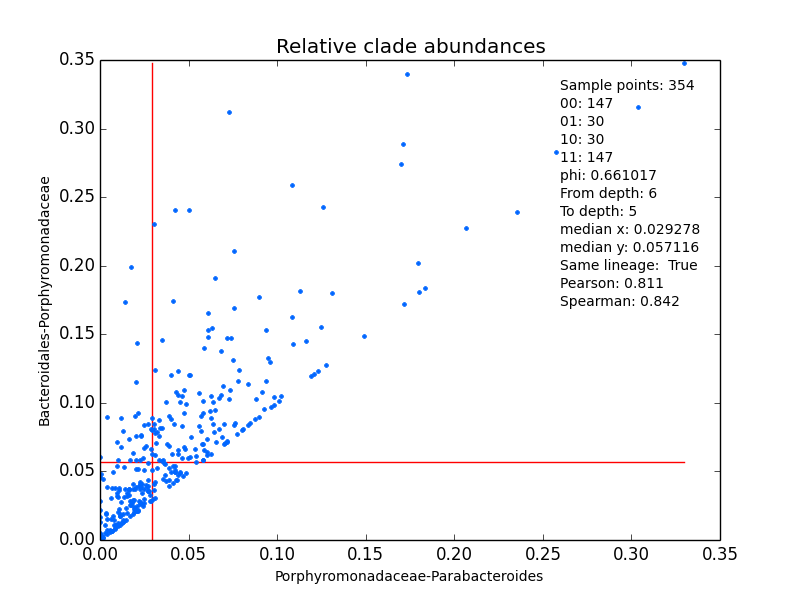 Relative clade abundances
0.35
0.30
0.25
0.20
0.15
0.10
0.05
0.00
Bacteroidales-Porphyromonadaceae
Sample points: 354
00: 147
01: 30
10: 30
11: 147
phi: 0.661017
From depth: 6
To depth: 5
median x: 0.029278
median y: 0.057116
Same lineage:  True
Pearson: 0.811
Spearman: 0.842
0.00 0.05 0.10 0.15 0.20 0.25 0.30 0.35
Porphyromonadaceae-Parabacteroides